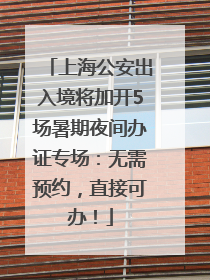 「上海公安出
入境将加开5
场暑期夜间办
证专场：无需
预约，直接可
办！」